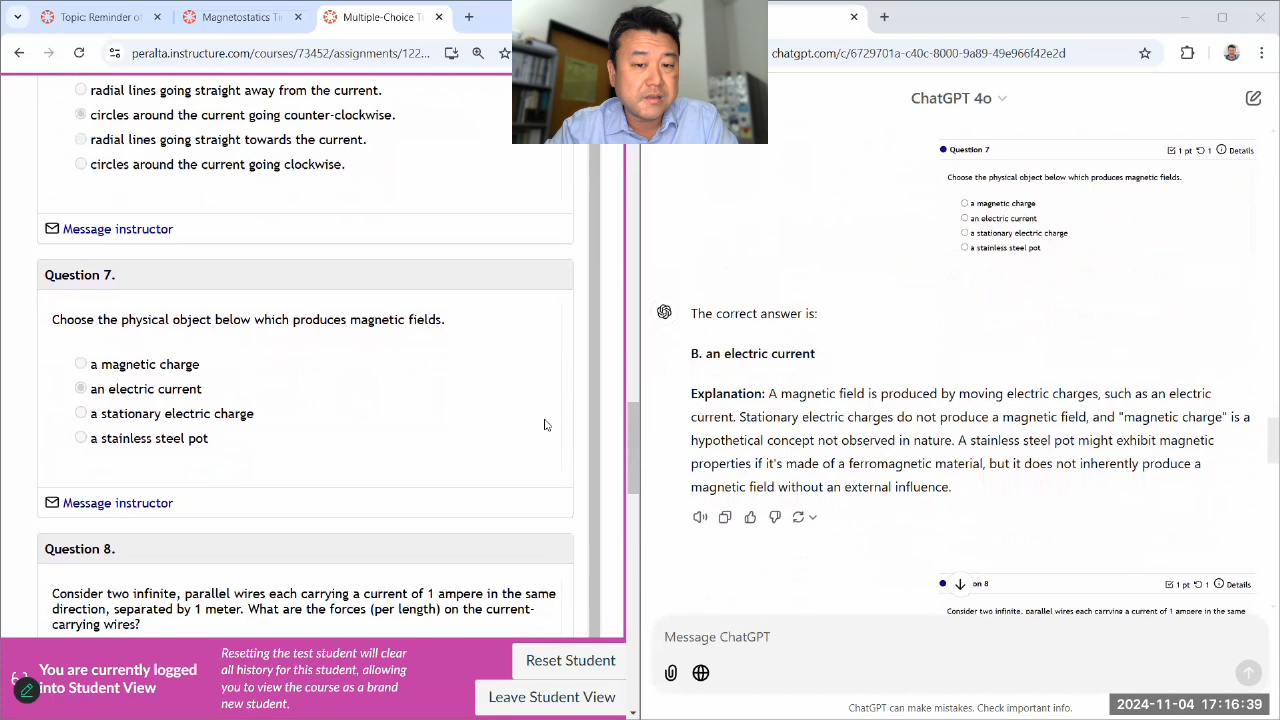 Topic Reminder of
Magnetostatics Tir
Multiple-Choice Ti
peralta.instructure.com/courses/73452/assignments/122...
chatgpt.com/c/6729701a-c40c-8000-9a89-49e966f42e2d
radial lines going straight away from the current.
circles around the current going counter-clockwise.
radial lines going straight towards the current.
circles around the current going clockwise.
Message instructor
Question 7.
Choose the physical object below which produces magnetic fields.
a magnetic charge
an electric current
a stationary electric charge
a stainless steel pot
Message instructor
Question 8.
Consider two infinite, parallel wires each carrying a current of 1 ampere in the same
direction, separated by 1 meter. What are the forces (per length) on the current-
carrying wires?
You are currently logged
into Student View
Resetting the test student will clear
all history for this student, allowing
you to view the course as a brand
new student.
Reset Student
Leave Student View
ChatGPT 4o
Question 7
1 pt 1 Details
Choose the physical object below which produces magnetic fields.
a magnetic charge
an electric current
a stationary electric charge
a stainless steel pot
The correct answer is:
B. an electric current
Explanation: A magnetic field is produced by moving electric charges, such as an electric
current. Stationary electric charges do not produce a magnetic field, and "magnetic charge" is a
hypothetical concept not observed in nature. A stainless steel pot might exhibit magnetic
properties if it's made of a ferromagnetic material, but it does not inherently produce a
magnetic field without an external influence.
on 8
1 pt 1 Details
Consider two infinite, parallel wires each carrying a current of 1 ampere in the same
Message ChatGPT
ChatGPT can make mistakes. Check important info.
2024-11-04 17:16:39